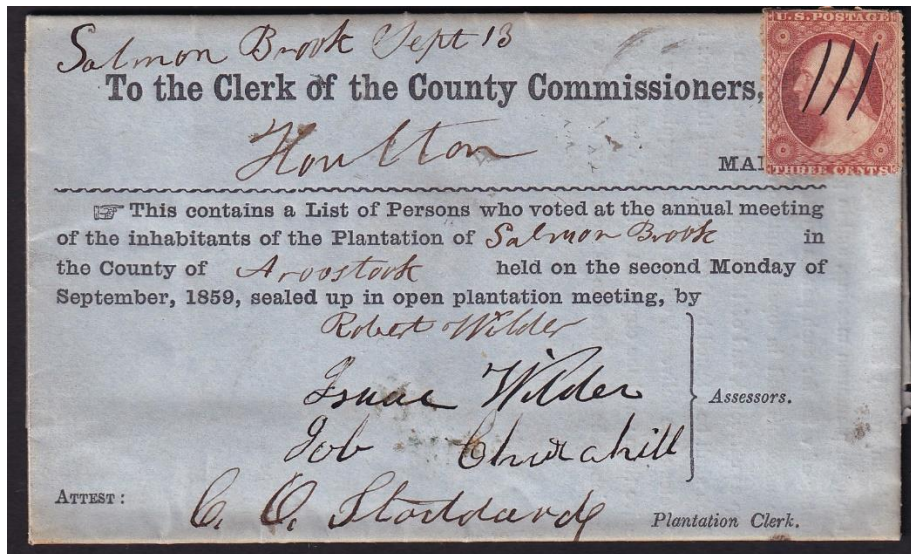 Salmon Brook Sept 13
U.S. POSTAGE
To the Clerk of the County Commissioners,
Houlton
MAI
THREE CENTS
☞ This contains a List of Persons who voted at the annual meeting
of the inhabitants of the Plantation of Salmon Brook in
the County of Aroostook held on the second Monday of
September, 1859, sealed up in open plantation meeting, by
Robert Wilder
Isaac Wilder
Assessors.
Job Churchill
ATTEST: C. O. Stoddard
Plantation Clerk.